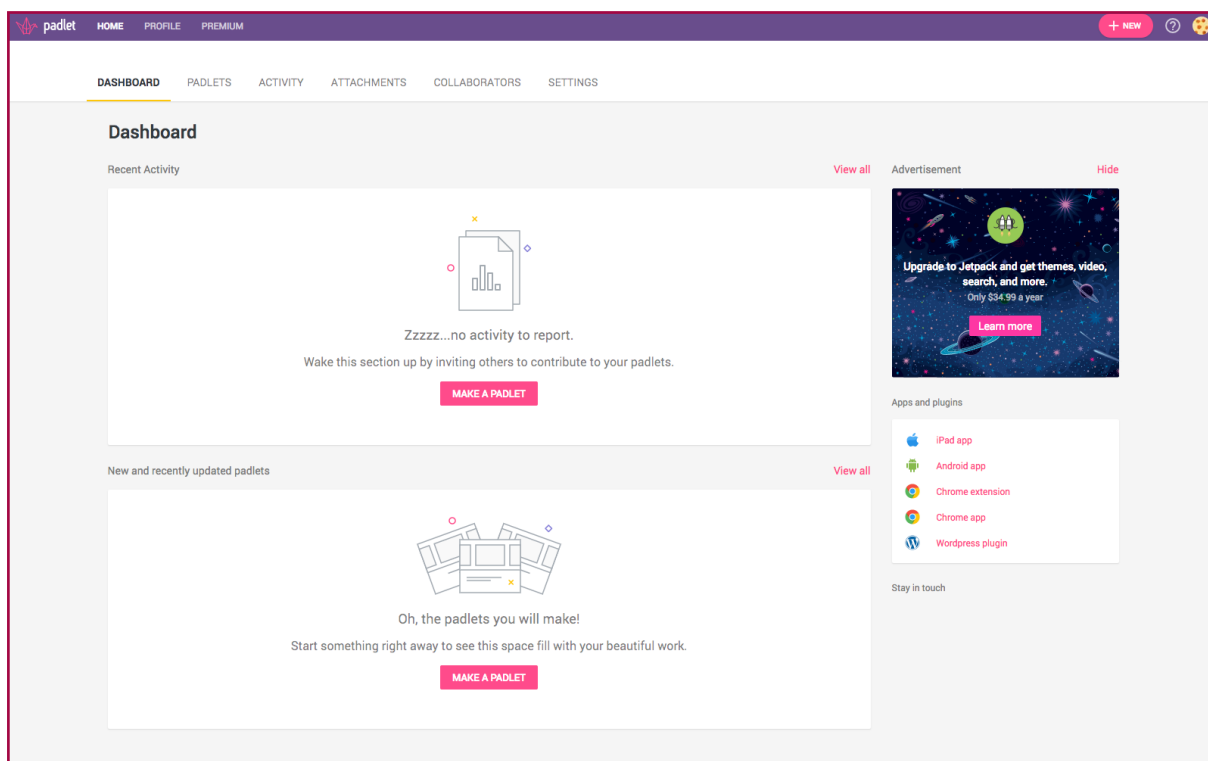 padlet HOME PROFILE PREMIUM + NEW ?
DASHBOARD PADLETS ACTIVITY ATTACHMENTS COLLABORATORS SETTINGS
Dashboard
Recent Activity View all
Zzzzz...no activity to report.
Wake this section up by inviting others to contribute to your padlets.
MAKE A PADLET
New and recently updated padlets View all
Oh, the padlets you will make!
Start something right away to see this space fill with your beautiful work.
MAKE A PADLET
Advertisement Hide
Upgrade to Jetpack and get themes, video,
search, and more.
Only $34.99 a year
Learn more
Apps and plugins
iPad app
Android app
Chrome extension
Chrome app
Wordpress plugin
Stay in touch